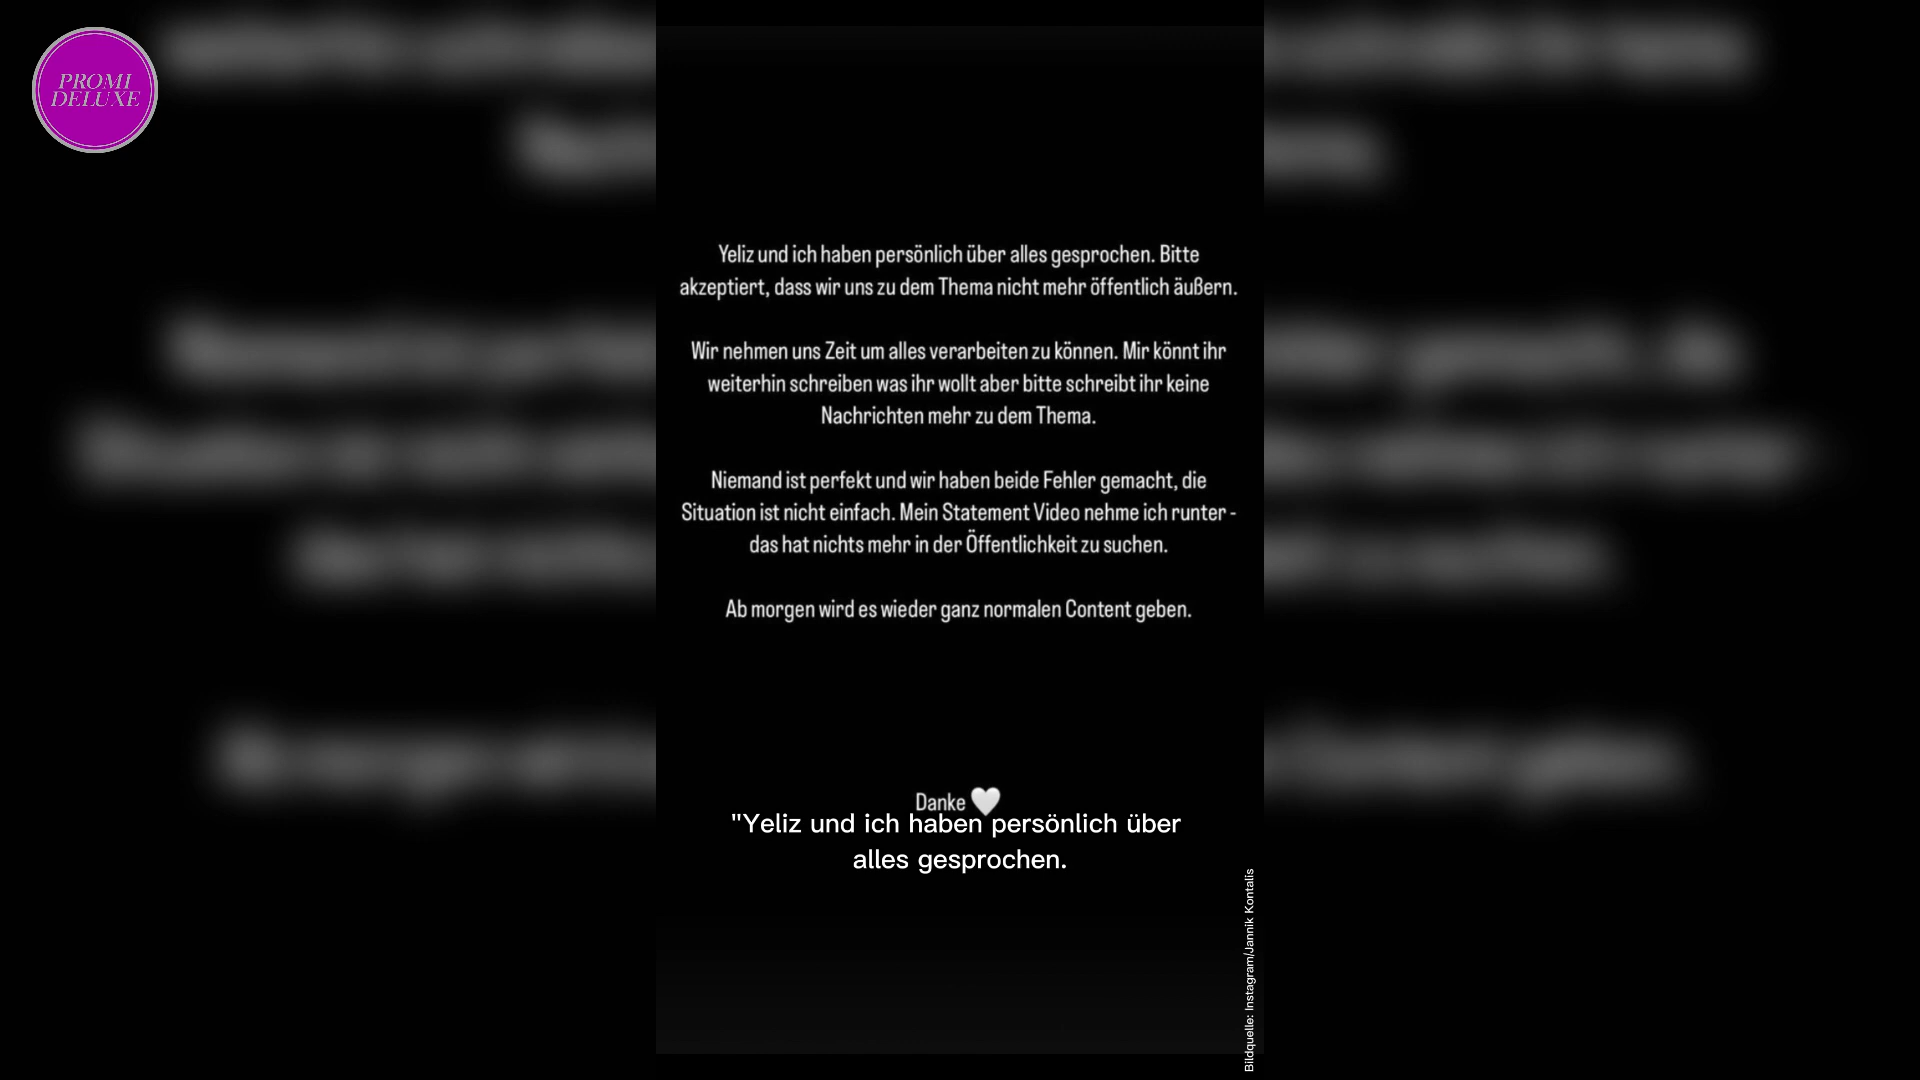 PROMI
DELUXE
Yeliz und ich haben persönlich über alles gesprochen. Bitte
akzeptiert, dass wir uns zu dem Thema nicht mehr öffentlich äußern.
Wir nehmen uns Zeit um alles verarbeiten zu können. Mir könnt ihr
weiterhin schreiben was ihr wollt aber bitte schreibt ihr keine
Nachrichten mehr zu dem Thema.
Niemand ist perfekt und wir haben beide Fehler gemacht, die
Situation ist nicht einfach. Mein Statement Video nehme ich runter -
das hat nichts mehr in der Öffentlichkeit zu suchen.
Ab morgen wird es wieder ganz normalen Content geben.
Danke 🤍
"Yeliz und ich haben persönlich über
alles gesprochen.
Bildquelle: Instagram/Jannik Kontalis